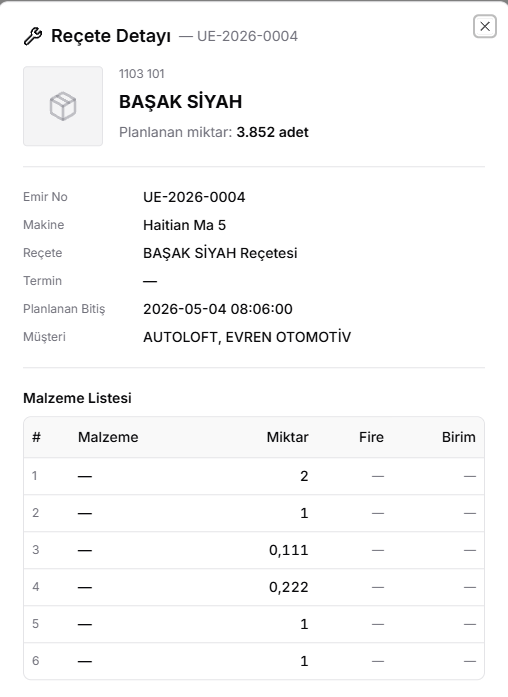 Reçete Detayı — UE-2026-0004
1103 101
BAŞAK SİYAH
Planlanan miktar: 3.852 adet
Emir No UE-2026-0004
Makine Haitian Ma 5
Reçete BAŞAK SİYAH Reçetesi
Termin —
Planlanan Bitiş 2026-05-04 08:06:00
Müşteri AUTOLOFT, EVREN OTOMOTİV
Malzeme Listesi
# Malzeme Miktar Fire Birim
1 — 2 — —
2 — 1 — —
3 — 0,111 — —
4 — 0,222 — —
5 — 1 — —
6 — 1 — —